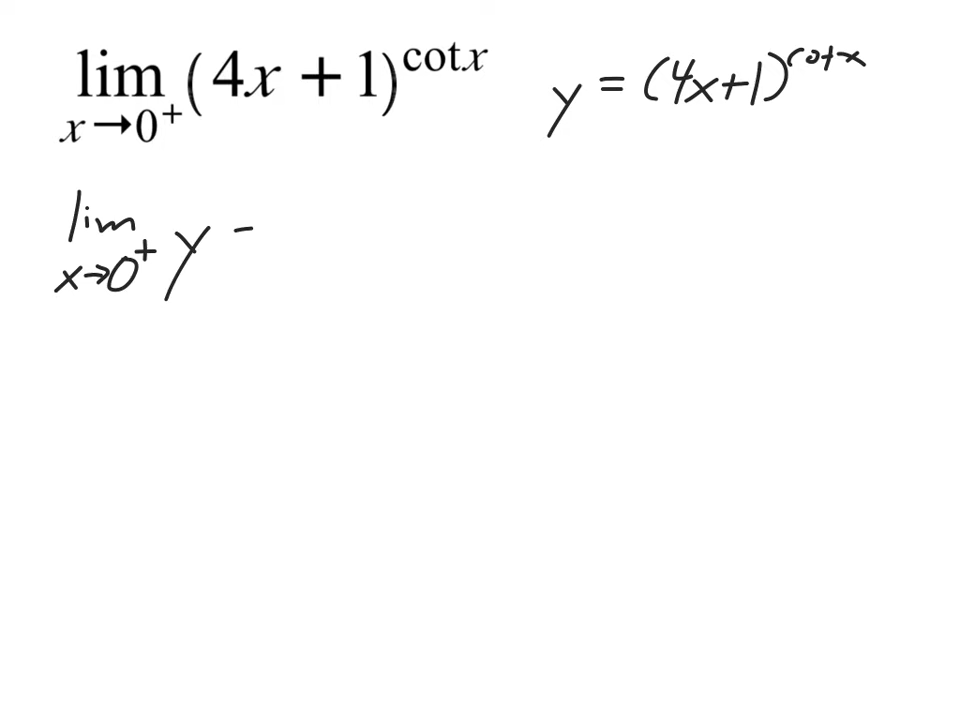 lim x→0⁺ (4x + 1)^cotx
y = (4x+1)^cotx
lim x→0⁺ y -